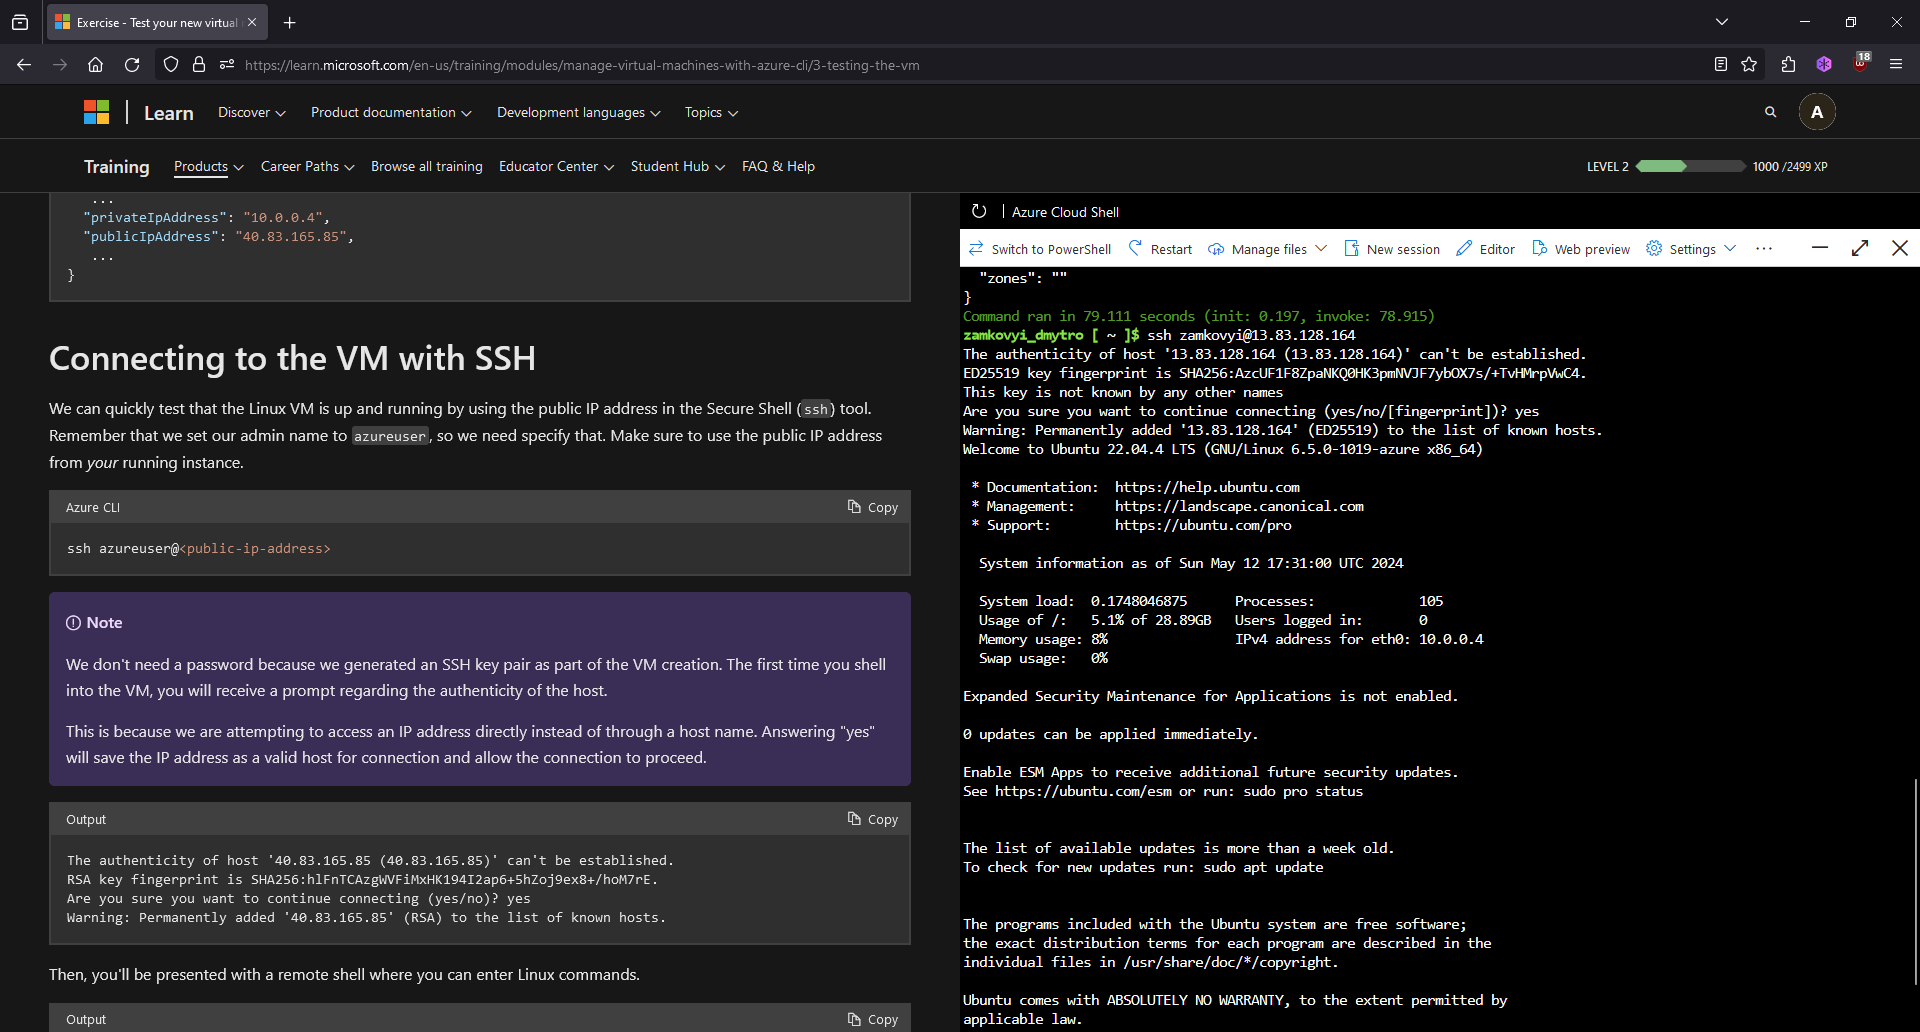 Exercise - Test your new virtual
18
https://learn.microsoft.com/en-us/training/modules/manage-virtual-machines-with-azure-cli/3-testing-the-vm
Learn
Discover
Product documentation
Development languages
Topics
A
Training
Products
Career Paths
Browse all training
Educator Center
Student Hub
FAQ & Help
LEVEL 2
1000 /2499 XP
...
"privateIpAddress": "10.0.0.4",
"publicIpAddress": "40.83.165.85",
...
}
Connecting to the VM with SSH
We can quickly test that the Linux VM is up and running by using the public IP address in the Secure Shell (ssh) tool.
Remember that we set our admin name to azureuser, so we need specify that. Make sure to use the public IP address
from your running instance.
Azure CLI
Copy
ssh azureuser@<public-ip-address>
Note
We don't need a password because we generated an SSH key pair as part of the VM creation. The first time you shell
into the VM, you will receive a prompt regarding the authenticity of the host.
This is because we are attempting to access an IP address directly instead of through a host name. Answering "yes"
will save the IP address as a valid host for connection and allow the connection to proceed.
Output
Copy
The authenticity of host '40.83.165.85 (40.83.165.85)' can't be established.
RSA key fingerprint is SHA256:hlFnTCAzgWVFiMxHK194I2ap6+5hZoj9ex8+/hoM7rE.
Are you sure you want to continue connecting (yes/no)? yes
Warning: Permanently added '40.83.165.85' (RSA) to the list of known hosts.
Then, you'll be presented with a remote shell where you can enter Linux commands.
Output
Copy
Azure Cloud Shell
Switch to PowerShell
Restart
Manage files
New session
Editor
Web preview
Settings
"zones": ""
}
Command ran in 79.111 seconds (init: 0.197, invoke: 78.915)
zamkovyi_dmytro [ ~ ]$ ssh zamkovyi@13.83.128.164
The authenticity of host '13.83.128.164 (13.83.128.164)' can't be established.
ED25519 key fingerprint is SHA256:AzcUF1F8ZpaNKQ0HK3pmNVJF7ybOX7s/+TvHMrpVwC4.
This key is not known by any other names
Are you sure you want to continue connecting (yes/no/[fingerprint])? yes
Warning: Permanently added '13.83.128.164' (ED25519) to the list of known hosts.
Welcome to Ubuntu 22.04.4 LTS (GNU/Linux 6.5.0-1019-azure x86_64)
* Documentation: https://help.ubuntu.com
* Management: https://landscape.canonical.com
* Support: https://ubuntu.com/pro
System information as of Sun May 12 17:31:00 UTC 2024
System load: 0.1748046875 Processes: 105
Usage of /: 5.1% of 28.89GB Users logged in: 0
Memory usage: 8% IPv4 address for eth0: 10.0.0.4
Swap usage: 0%
Expanded Security Maintenance for Applications is not enabled.
0 updates can be applied immediately.
Enable ESM Apps to receive additional future security updates.
See https://ubuntu.com/esm or run: sudo pro status
The list of available updates is more than a week old.
To check for new updates run: sudo apt update
The programs included with the Ubuntu system are free software;
the exact distribution terms for each program are described in the
individual files in /usr/share/doc/*/copyright.
Ubuntu comes with ABSOLUTELY NO WARRANTY, to the extent permitted by
applicable law.